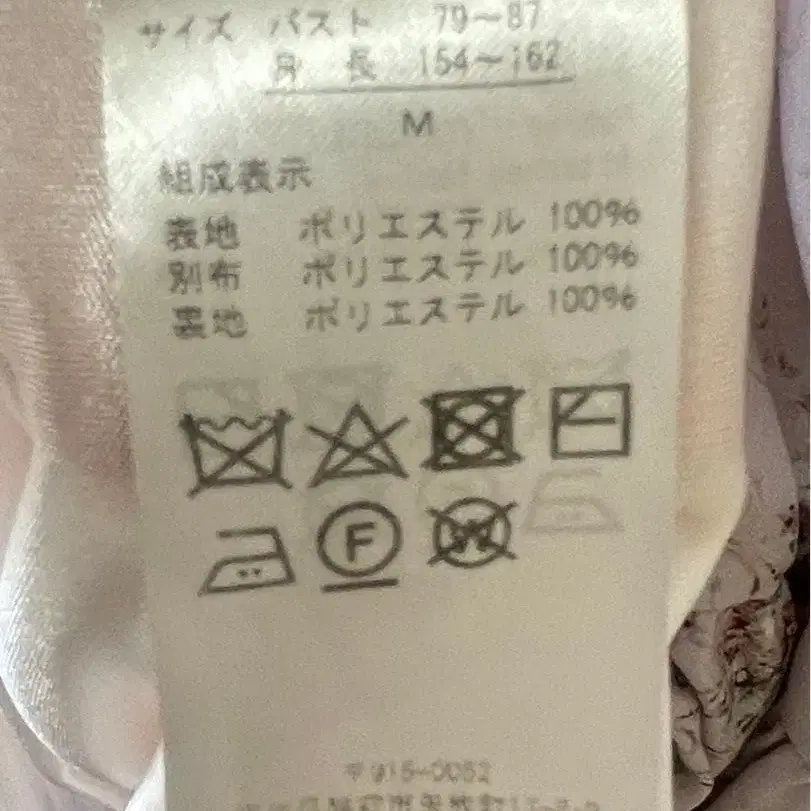 サイズ バスト 79〜87
身 長 154〜162
M
組成表示
表地 ポリエステル 100%
別布 ポリエステル 100%
裏地 ポリエステル 100%
F W
〒915-0052